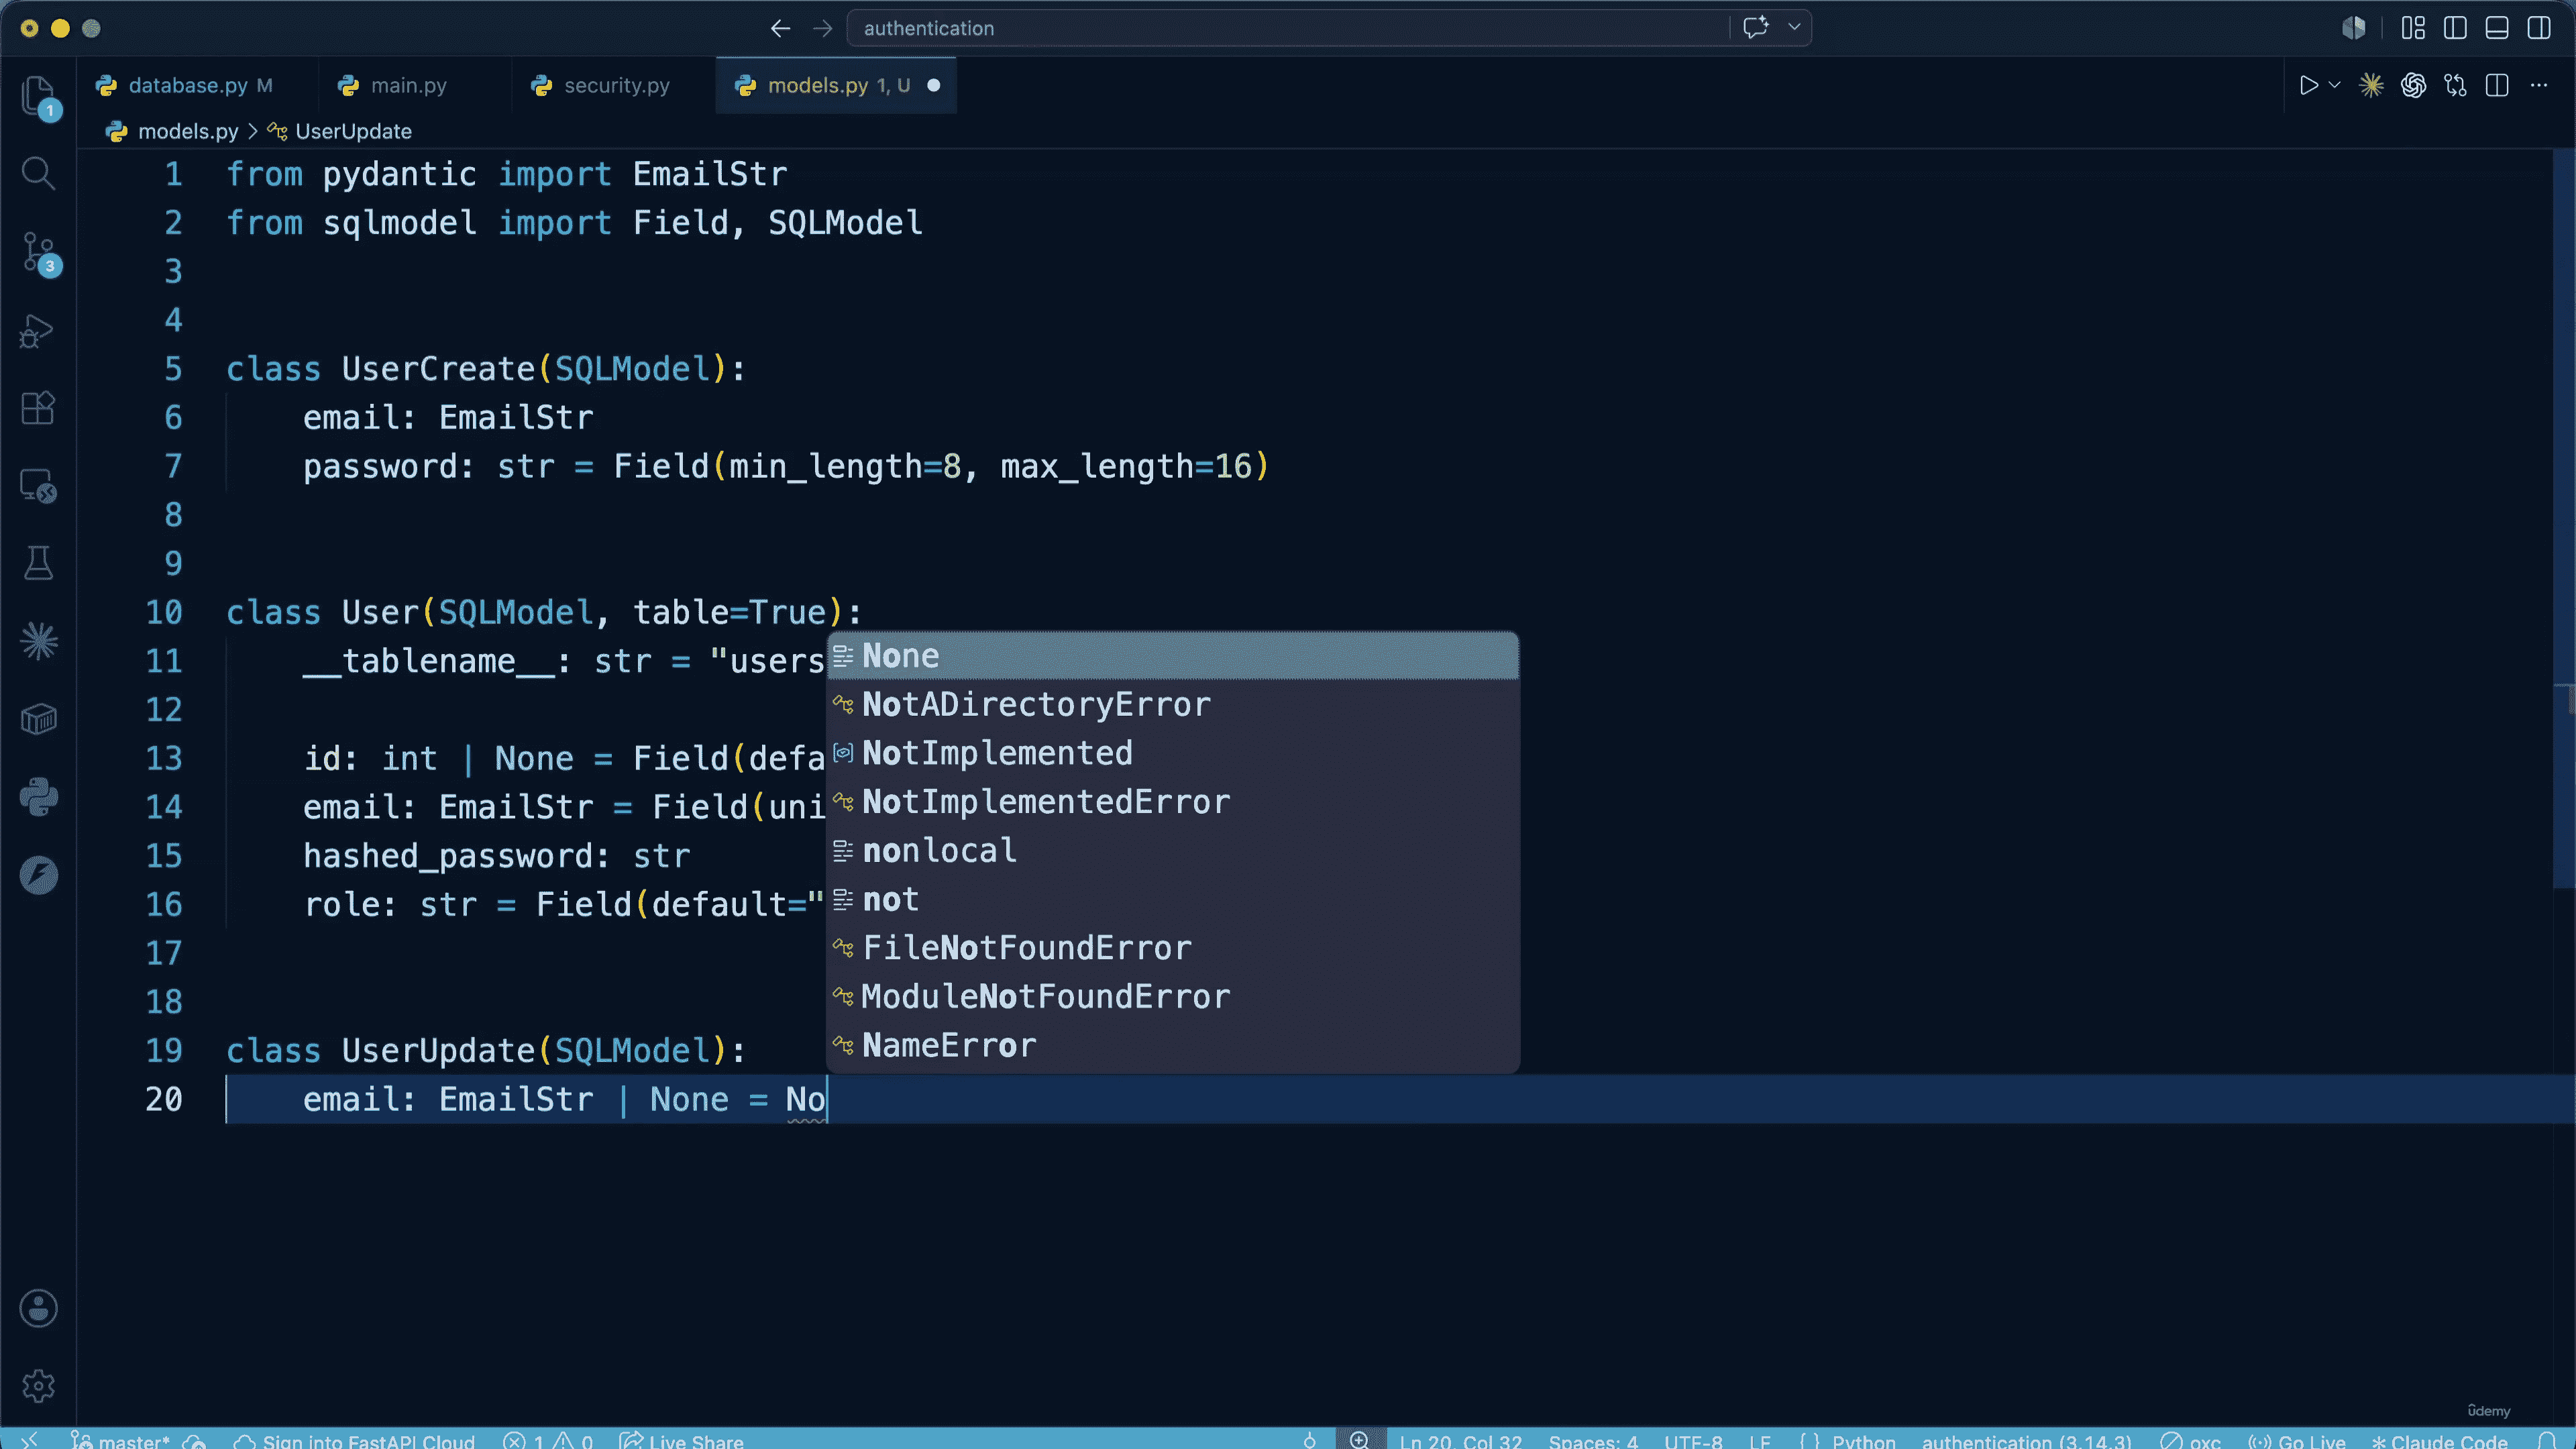 authentication
database.py M
main.py
security.py
models.py 1, U
models.py > UserUpdate
1
3
1 from pydantic import EmailStr
2 from sqlmodel import Field, SQLModel
3
4
5 class UserCreate(SQLModel):
6 email: EmailStr
7 password: str = Field(min_length=8, max_length=16)
8
9
10 class User(SQLModel, table=True):
11 __tablename__: str = "users
12
13 id: int | None = Field(defa
14 email: EmailStr = Field(uni
15 hashed_password: str
16 role: str = Field(default="
17
18
19 class UserUpdate(SQLModel):
20 email: EmailStr | None = No
None
NotADirectoryError
NotImplemented
NotImplementedError
nonlocal
not
FileNotFoundError
ModuleNotFoundError
NameError
ûdemy
master* Sign into FastAPI Cloud 1 0 Live Share Ln 20, Col 32 Spaces: 4 UTF-8 LF { } Python authentication (3.14.3) oxc Go Live Claude Code